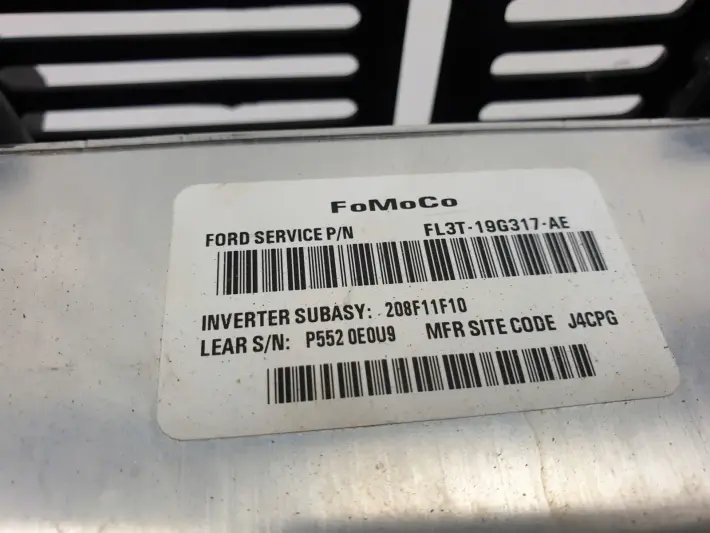 FoMoCo
FORD SERVICE P/N FL3T-19G317-AE
INVERTER SUBASY: 208F11F10
LEAR S/N: P552 0E0U9 MFR SITE CODE J4CPG